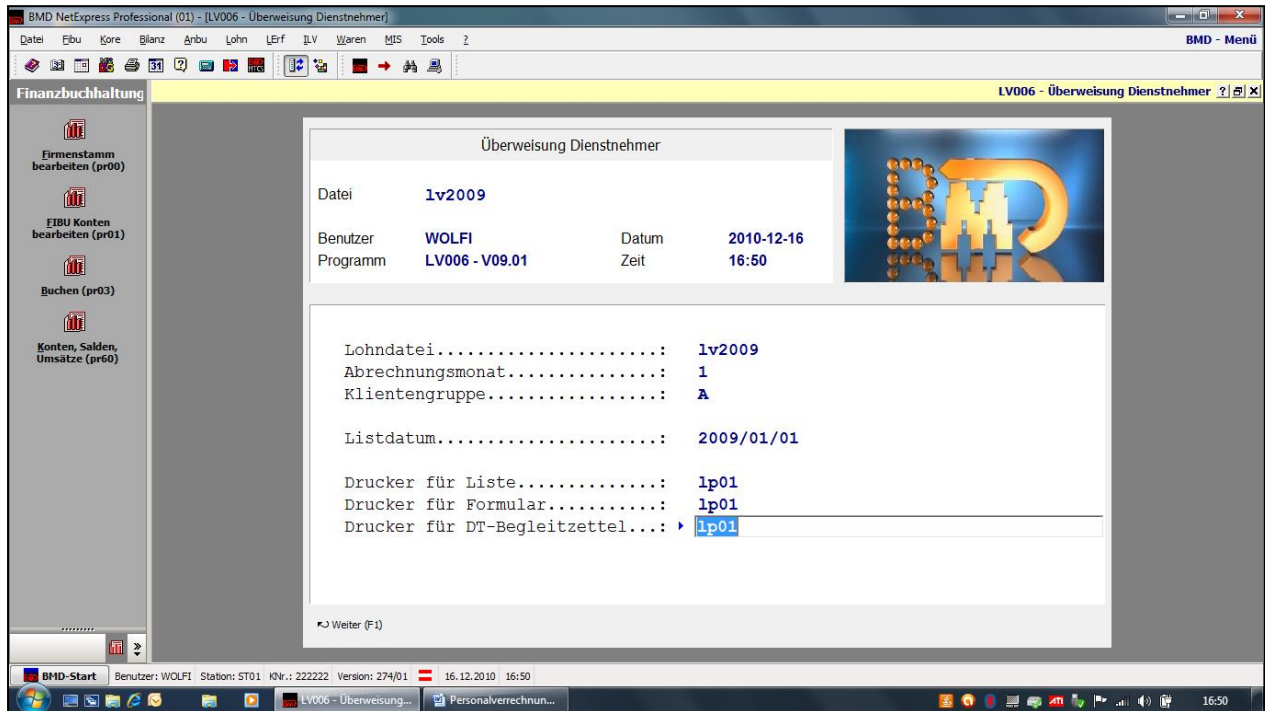 BMD NetExpress Professional (01) - [LV006 - Überweisung Dienstnehmer]
Datei Fibu Kore Bilanz Anbu Lohn LErf ILV Waren MIS Tools ?
BMD - Menü
Finanzbuchhaltung
LV006 - Überweisung Dienstnehmer
Firmenstamm
bearbeiten (pr00)
FIBU Konten
bearbeiten (pr01)
Buchen (pr03)
Konten, Salden,
Umsätze (pr60)
Überweisung Dienstnehmer
Datei lv2009
Benutzer WOLFI Datum 2010-12-16
Programm LV006 - V09.01 Zeit 16:50
BMD
Lohndatei......................: lv2009
Abrechnungsmonat...............: 1
Klientengruppe.................: A
Listdatum......................: 2009/01/01
Drucker für Liste..............: lp01
Drucker für Formular...........: lp01
Drucker für DT-Begleitzettel...: lp01
Weiter (F1)
BMD-Start Benutzer: WOLFI Station: ST01 KNr.: 222222 Version: 274/01 16.12.2010 16:50
LV006 - Überweisung... Personalverrechnun... 16:50